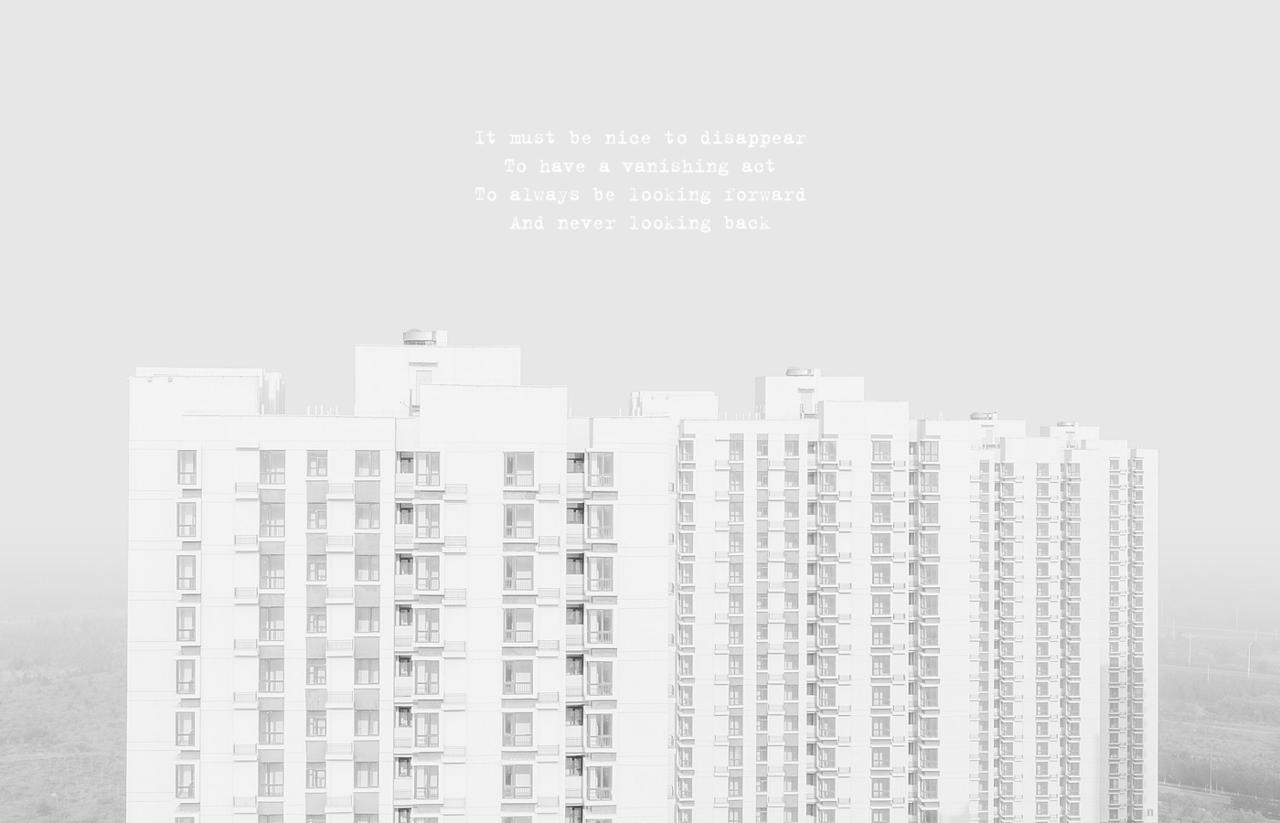 It must be nice to disappear
To have a vanishing act
To always be looking forward
And never looking back